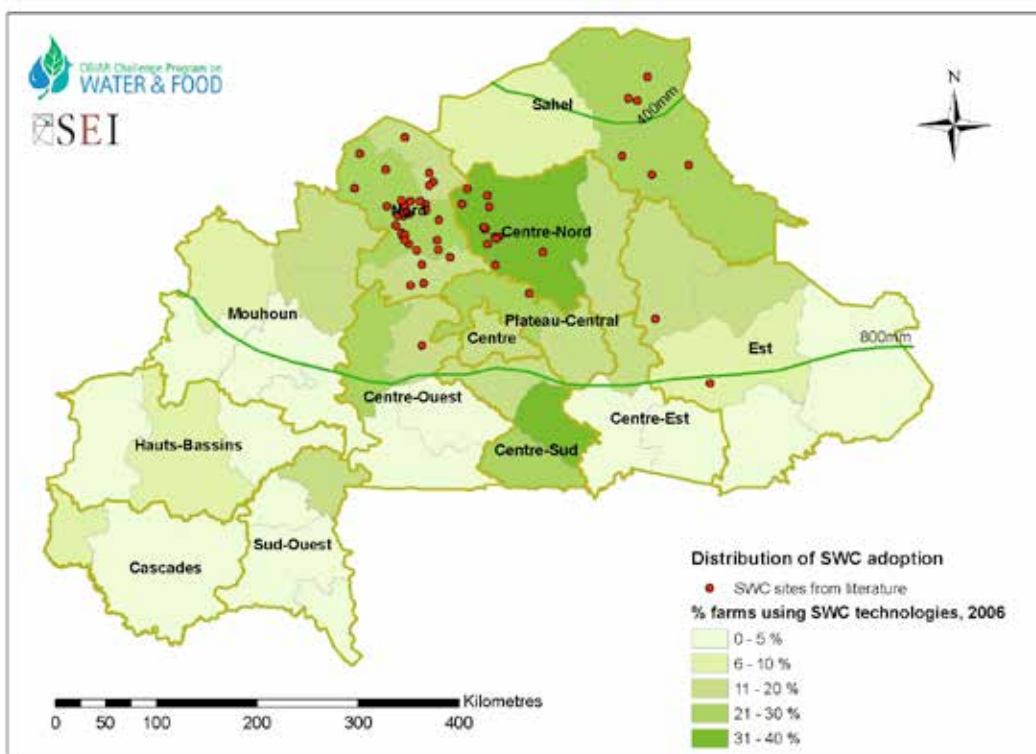 CGIAR Challenge Program on
WATER & FOOD
SEI
N
Sahel
400mm
Nord
Centre-Nord
Mouhoun
Plateau-Central
Centre
Est
800mm
Centre-Ouest
Centre-Est
Hauts-Bassins
Centre-Sud
Sud-Ouest
Cascades
Distribution of SWC adoption
SWC sites from literature
% farms using SWC technologies, 2006
0 - 5 %
6 - 10 %
11 - 20 %
21 - 30 %
31 - 40 %
Kilometres
0 50 100 200 300 400